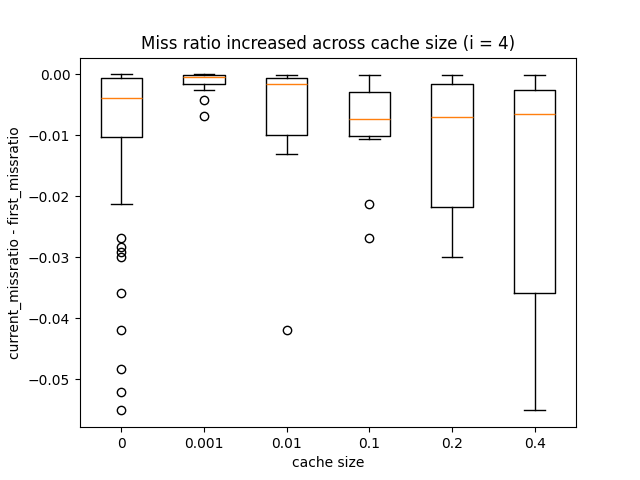 Miss ratio increased across cache size (i = 4)
current_missratio - first_missratio
0.00
−0.01
−0.02
−0.03
−0.04
−0.05
0 0.001 0.01 0.1 0.2 0.4
cache size